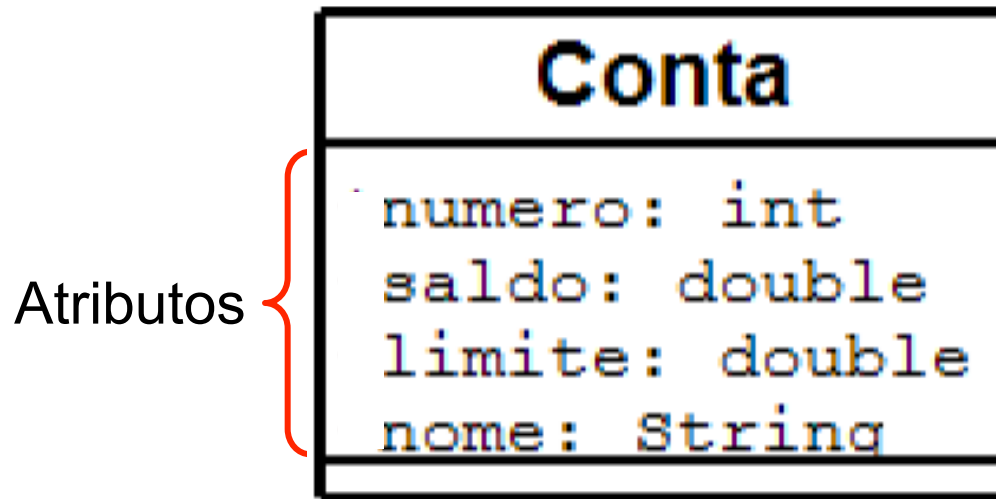 Conta
Atributos
numero: int
saldo: double
limite: double
nome: String